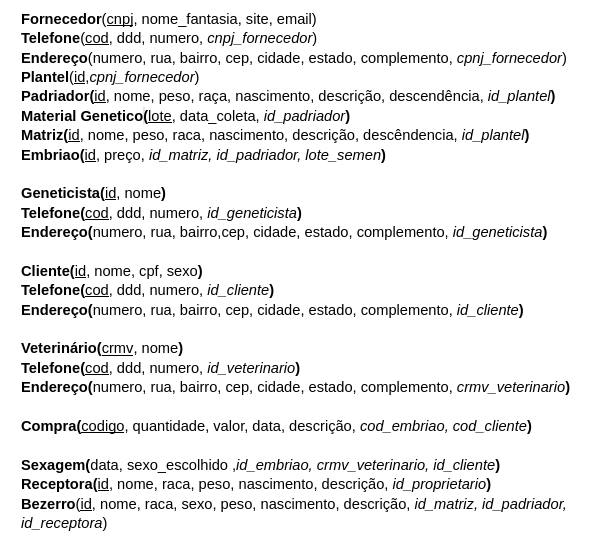 Fornecedor(cnpj, nome_fantasia, site, email)
Telefone(cod, ddd, numero, cnpj_fornecedor)
Endereço(numero, rua, bairro, cep, cidade, estado, complemento, cpnj_fornecedor)
Plantel(id,cpnj_fornecedor)
Padriador(id, nome, peso, raça, nascimento, descrição, descendência, id_plantel)
Material Genetico(lote, data_coleta, id_padriador)
Matriz(id, nome, peso, raca, nascimento, descrição, descêndencia, id_plantel)
Embriao(id, preço, id_matriz, id_padriador, lote_semen)
Geneticista(id, nome)
Telefone(cod, ddd, numero, id_geneticista)
Endereço(numero, rua, bairro,cep, cidade, estado, complemento, id_geneticista)
Cliente(id, nome, cpf, sexo)
Telefone(cod, ddd, numero, id_cliente)
Endereço(numero, rua, bairro, cep, cidade, estado, complemento, id_cliente)
Veterinário(crmv, nome)
Telefone(cod, ddd, numero, id_veterinario)
Endereço(numero, rua, bairro, cep, cidade, estado, complemento, crmv_veterinario)
Compra(codigo, quantidade, valor, data, descrição, cod_embriao, cod_cliente)
Sexagem(data, sexo_escolhido ,id_embriao, crmv_veterinario, id_cliente)
Receptora(id, nome, raca, peso, nascimento, descrição, id_proprietario)
Bezerro(id, nome, raca, sexo, peso, nascimento, descrição, id_matriz, id_padriador,
id_receptora)